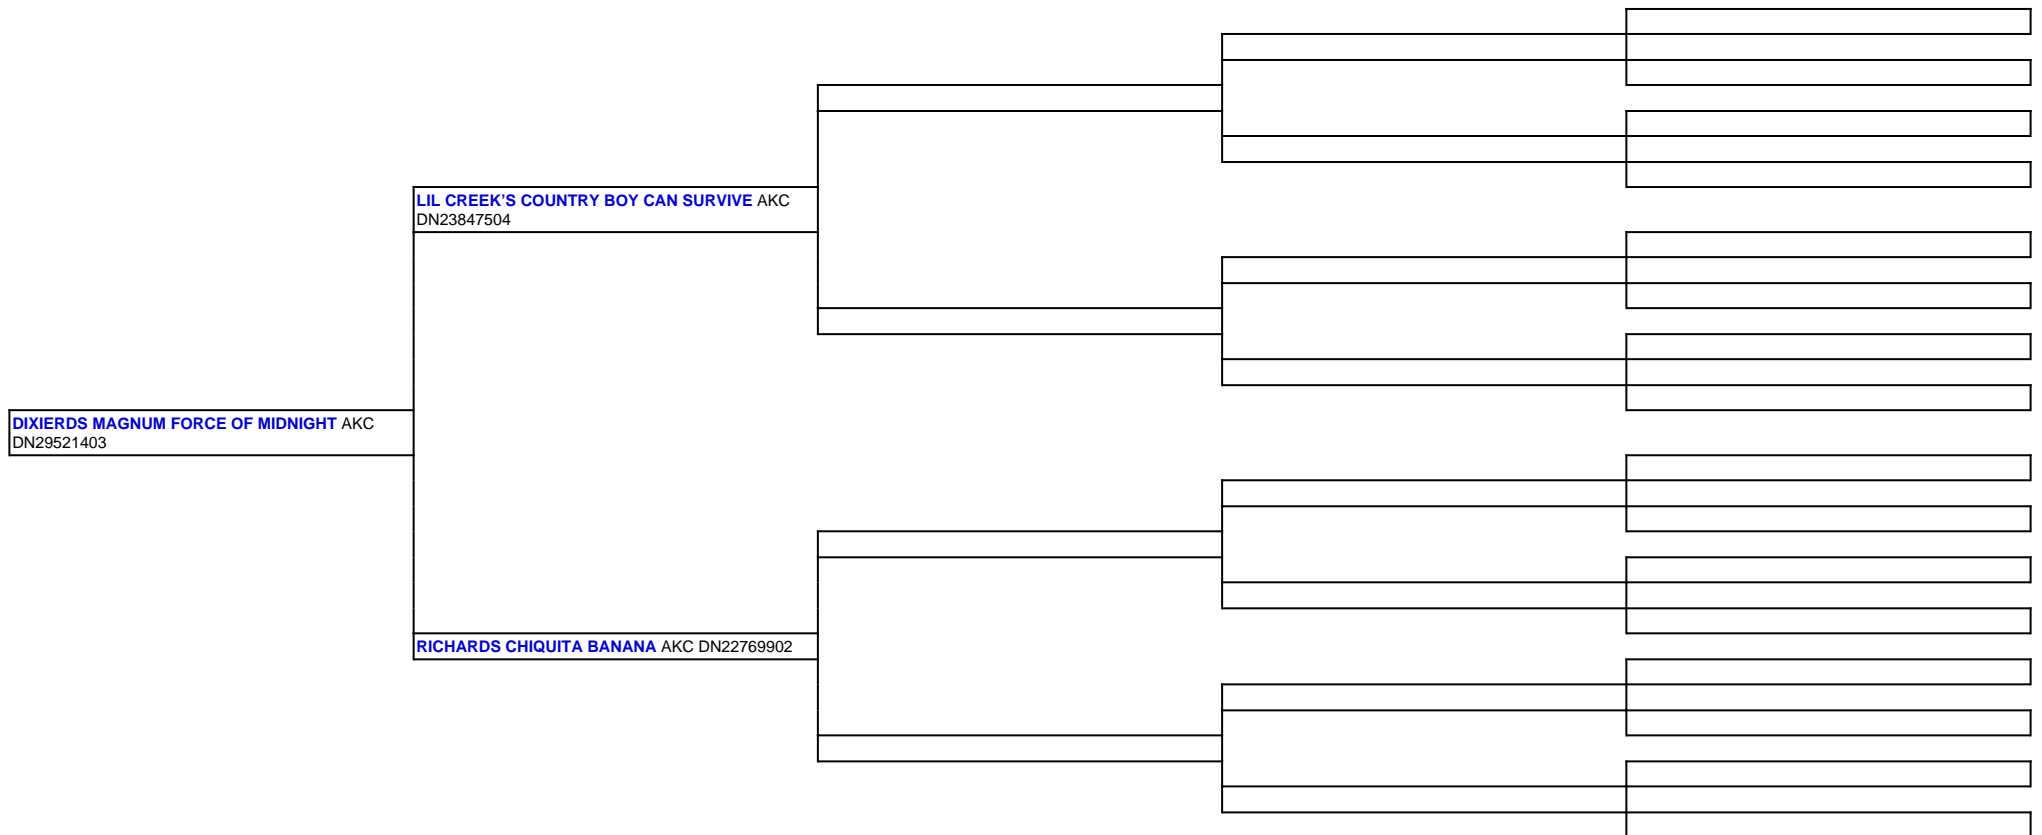 LIL CREEK'S COUNTRY BOY CAN SURVIVE AKC
DN23847504
DIXIERDS MAGNUM FORCE OF MIDNIGHT AKC
DN29521403
RICHARDS CHIQUITA BANANA AKC DN22769902